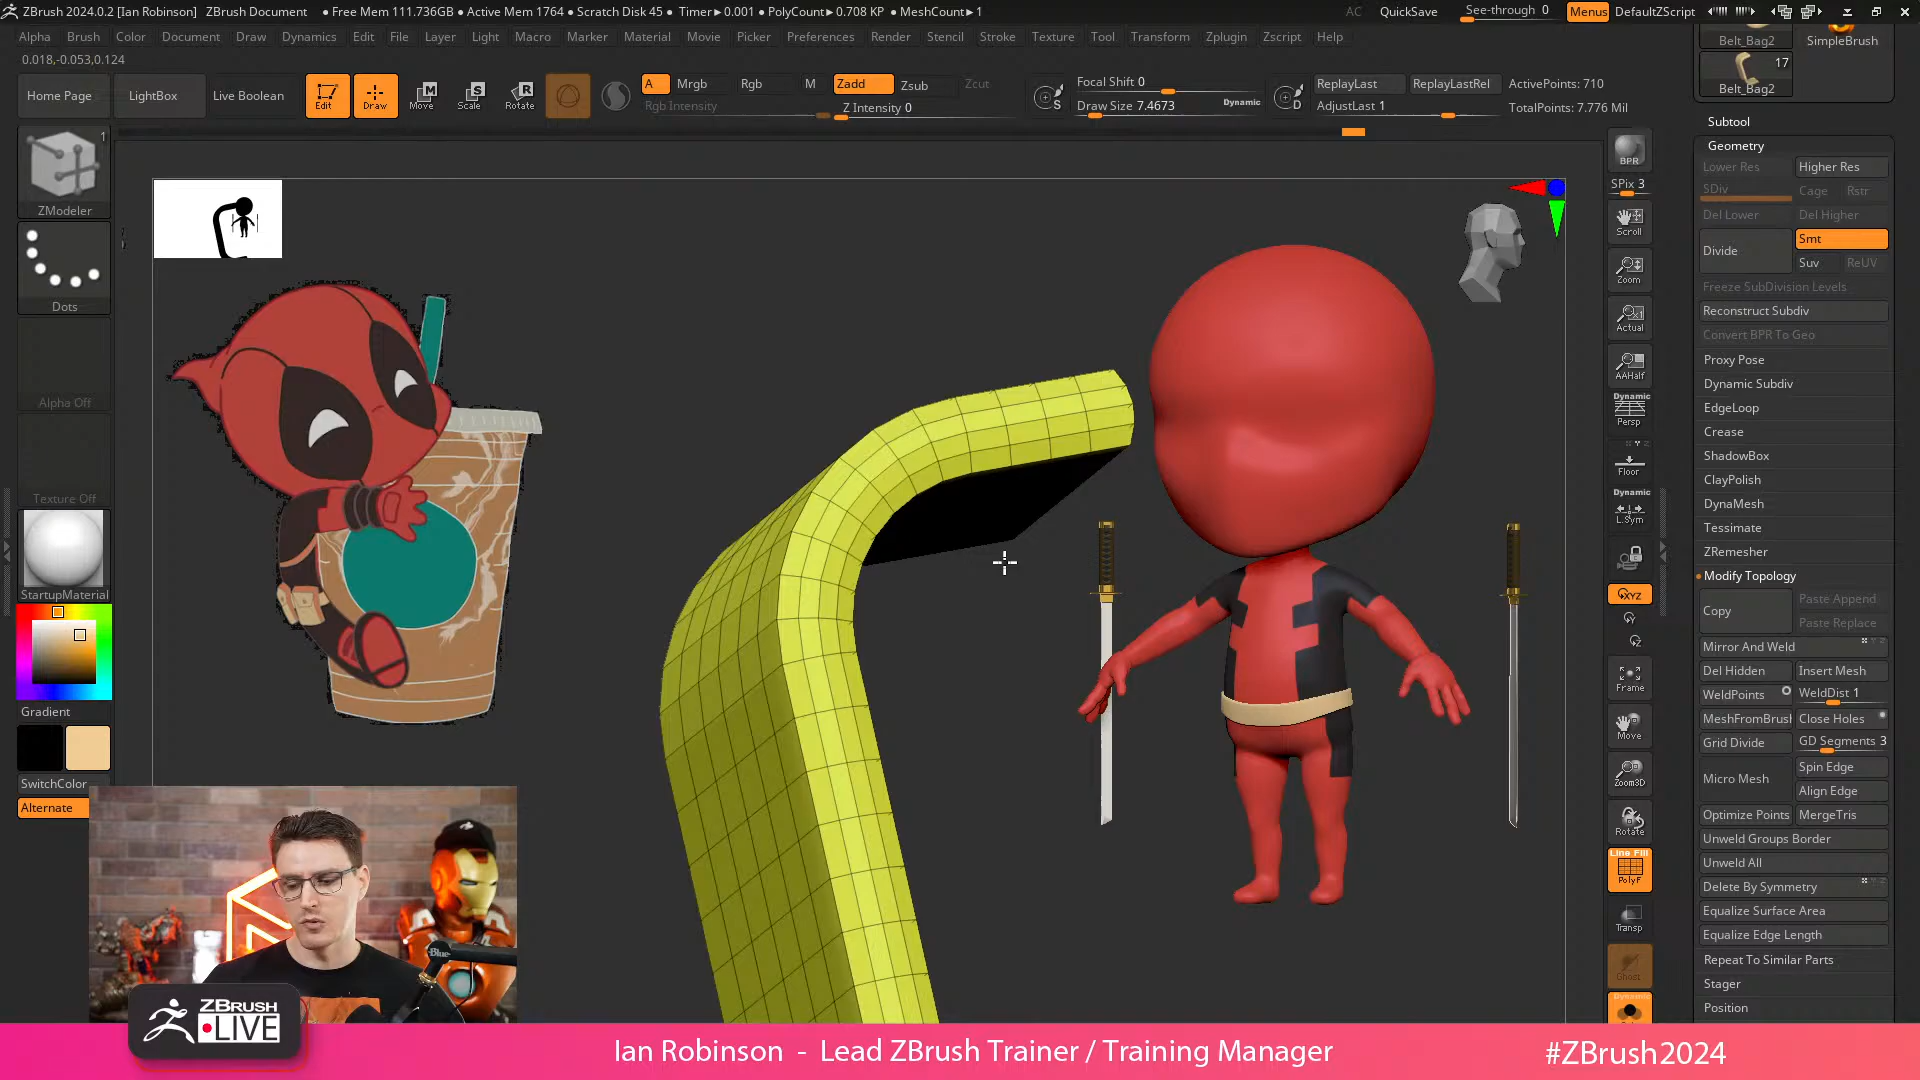 ZBrush 2024.0.2 [Ian Robinson] ZBrush Document ● Free Mem 111.736GB ● Active Mem 1764 ● Scratch Disk 45 ● Timer►0.001 ● PolyCount►0.708 KP ● MeshCount►1 AC QuickSave See-through 0 Menus DefaultZScript
Alpha Brush Color Document Draw Dynamics Edit File Layer Light Macro Marker Material Movie Picker Preferences Render Stencil Stroke Texture Tool Transform Zplugin Zscript Help
0.018,-0.053,0.124
Home Page LightBox Live Boolean Edit Draw Move Scale Rotate A Mrgb Rgb M Zadd Zsub Zcut Focal Shift 0 ReplayLast ReplayLastRel ActivePoints: 710
Rgb Intensity Z Intensity 0 Draw Size 7.4673 Dynamic AdjustLast 1 TotalPoints: 7.776 Mil
S D
1
ZModeler
Dots
Alpha Off
Texture Off
StartupMaterial
Gradient
SwitchColor
Alternate
BPR
SPix 3
Scroll
Zoom
Actual
AAHalf
Dynamic
Persp
Floor
Dynamic
L.Sym
XYZ
Frame
Move
Zoom3D
Rotate
Line Fill
PolyF
Transp
Ghost
Dynamic
Belt_Bag2 SimpleBrush
17
Belt_Bag2
Subtool
Geometry
Lower Res Higher Res
SDiv Cage Rstr
Del Lower Del Higher
Divide Smt
Suv ReUV
Freeze SubDivision Levels
Reconstruct Subdiv
Convert BPR To Geo
Proxy Pose
Dynamic Subdiv
EdgeLoop
Crease
ShadowBox
ClayPolish
DynaMesh
Tessimate
ZRemesher
Modify Topology
Copy Paste Append
Paste Replace
Mirror And Weld
Del Hidden Insert Mesh
WeldPoints WeldDist 1
MeshFromBrush Close Holes
Grid Divide GD Segments 3
Micro Mesh Spin Edge
Align Edge
Optimize Points MergeTris
Unweld Groups Border
Unweld All
Delete By Symmetry
Equalize Surface Area
Equalize Edge Length
Repeat To Similar Parts
Stager
Position
Blue
ZBRUSH
LIVE
Ian Robinson - Lead ZBrush Trainer / Training Manager
#ZBrush2024